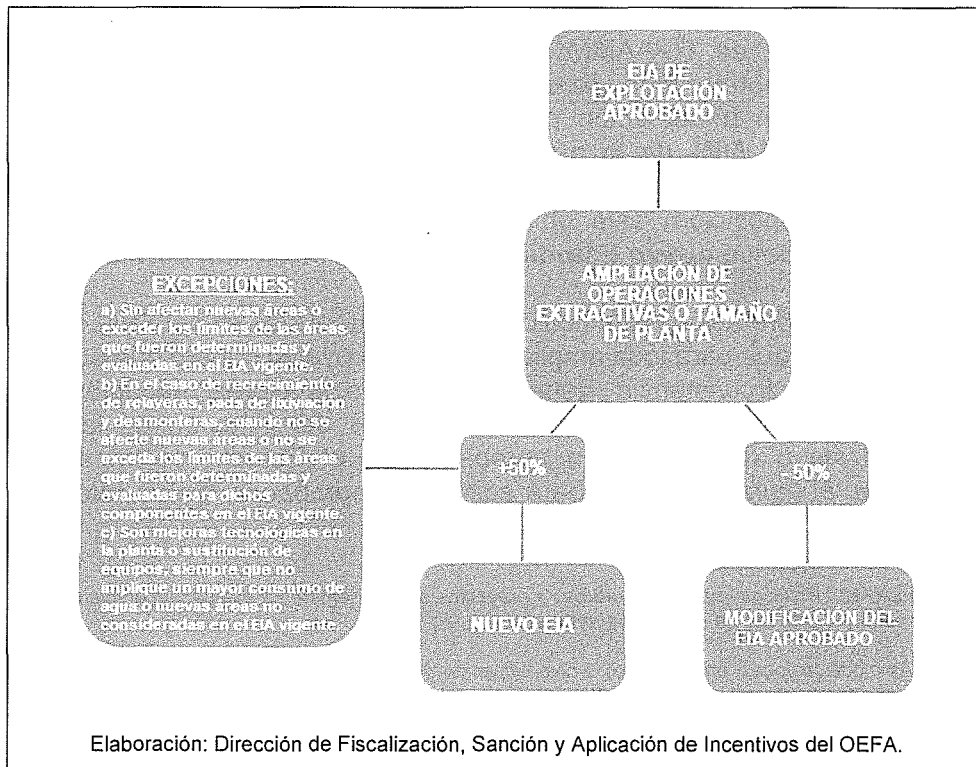 EIA DE
EXPLOTACIÓN
APROBADO
AMPLIACIÓN DE
OPERACIONES
EXTRACTIVAS O TAMAÑO
DE PLANTA
EXCEPCIONES:
a) Sin afectar nuevas áreas o
exceder los límites de las áreas
que fueron determinadas y
evaluadas en el EIA vigente.
b) En el caso de recrecimiento
de relaveras, pads de lixiviación
y desmonteras, cuando no se
afecte nuevas áreas o no se
exceda los límites de las áreas
que fueron determinadas y
evaluadas para dichos
componentes en el EIA vigente.
c) Son mejoras tecnológicas en
la planta o sustitución de
equipos, siempre que no
implique un mayor consumo de
agua o nuevas áreas no
consideradas en el EIA vigente.
+50%
-50%
NUEVO EIA
MODIFICACIÓN DEL
EIA APROBADO
Elaboración: Dirección de Fiscalización, Sanción y Aplicación de Incentivos del OEFA.